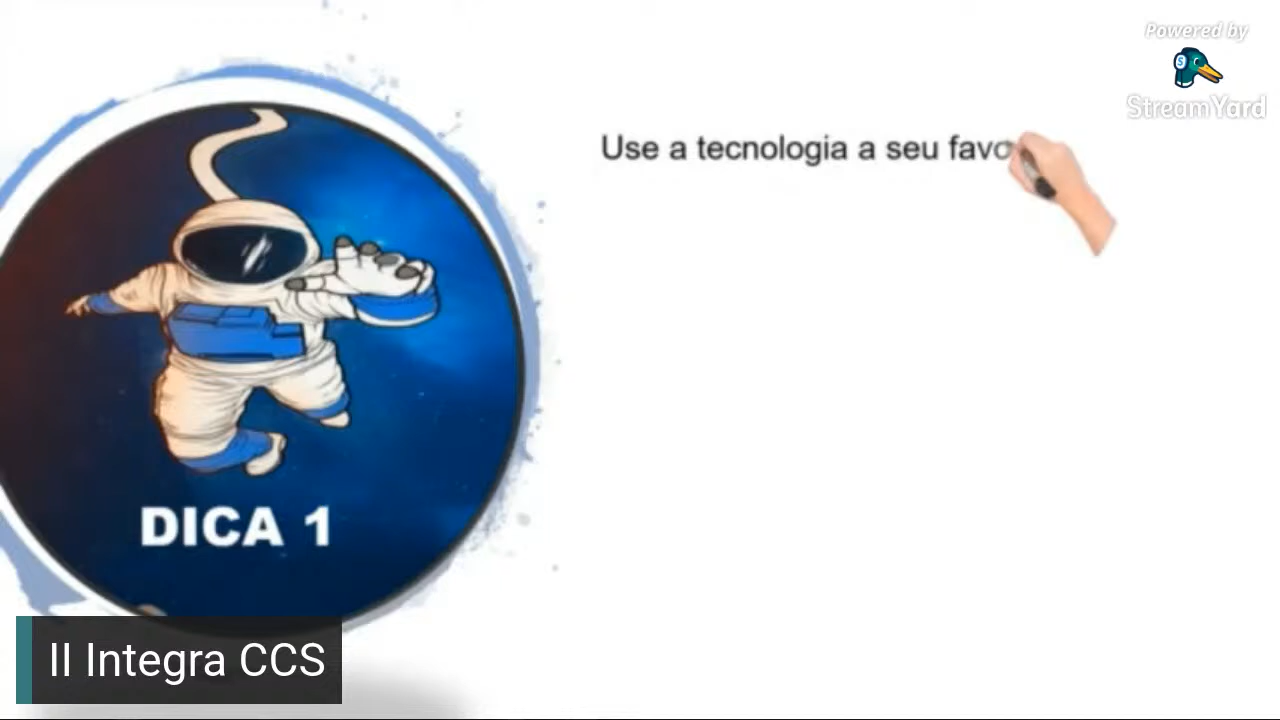 Powered by
StreamYard
Use a tecnologia a seu favo
DICA 1
II Integra CCS